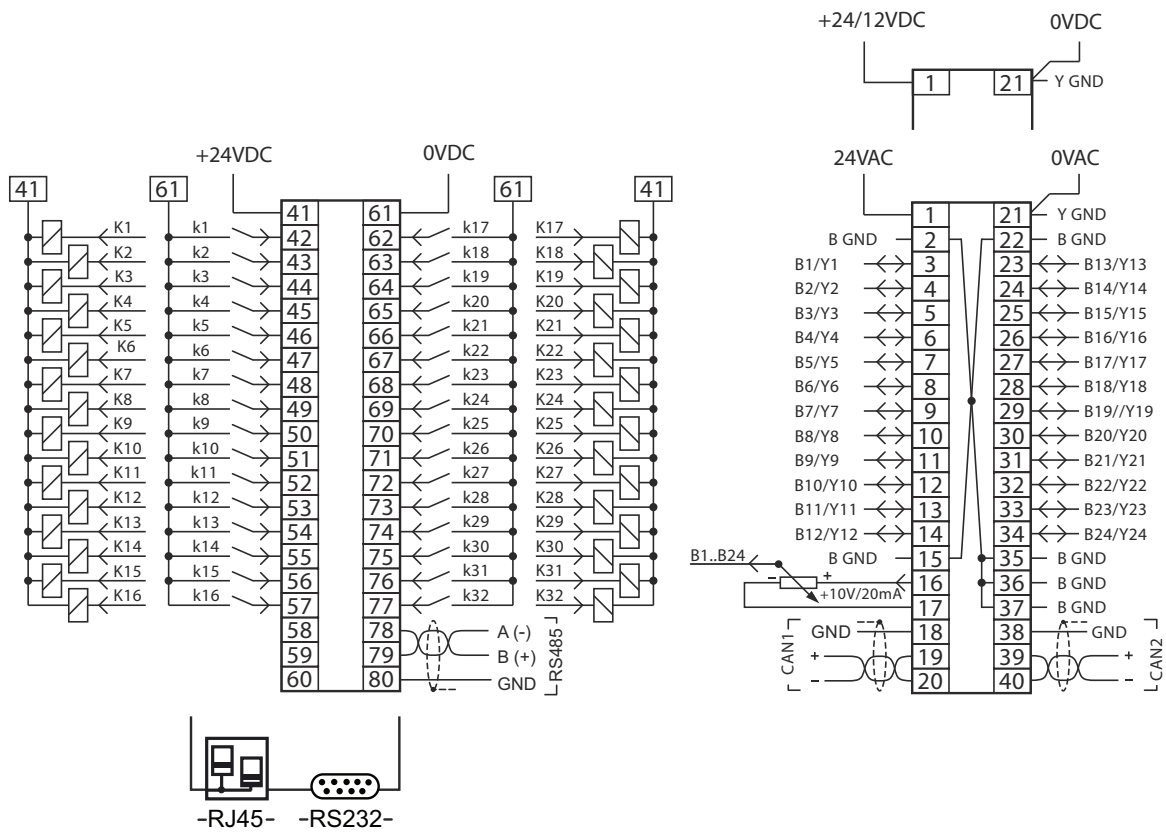 +24/12VDC 0VDC
1 21 Y GND
+24VDC 0VDC 24VAC 0VAC
41 61 61 41
41 61
1 21 Y GND
K1 k1 42 62 k17 K17
B GND 2 22 B GND
K2 k2 43 63 k18 K18
B1/Y1 3 23 B13/Y13
K3 k3 44 64 k19 K19
B2/Y2 4 24 B14/Y14
K4 k4 45 65 k20 K20
B3/Y3 5 25 B15/Y15
K5 k5 46 66 k21 K21
B4/Y4 6 26 B16/Y16
K6 k6 47 67 k22 K22
B5/Y5 7 27 B17/Y17
K7 k7 48 68 k23 K23
B6/Y6 8 28 B18/Y18
K8 k8 49 69 k24 K24
B7/Y7 9 29 B19//Y19
K9 k9 50 70 k25 K25
B8/Y8 10 30 B20/Y20
K10 k10 51 71 k26 K26
B9/Y9 11 31 B21/Y21
K11 k11 52 72 k27 K27
B10/Y10 12 32 B22/Y22
K12 k12 53 73 k28 K28
B11/Y11 13 33 B23/Y23
K13 k13 54 74 k29 K29
B12/Y12 14 34 B24/Y24
K14 k14 55 75 k30 K30
B1..B24 B GND 15 35 B GND
K15 k15 56 76 k31 K31
- + 16 36 B GND
K16 k16 57 77 k32 K32
+10V/20mA 17 37 B GND
58 78 A (-)
59 79 B (+)
60 80 GND
RS485
GND 18 38 GND
+ 19 39 +
- 20 40 -
CAN1 CAN2
-RJ45- -RS232-